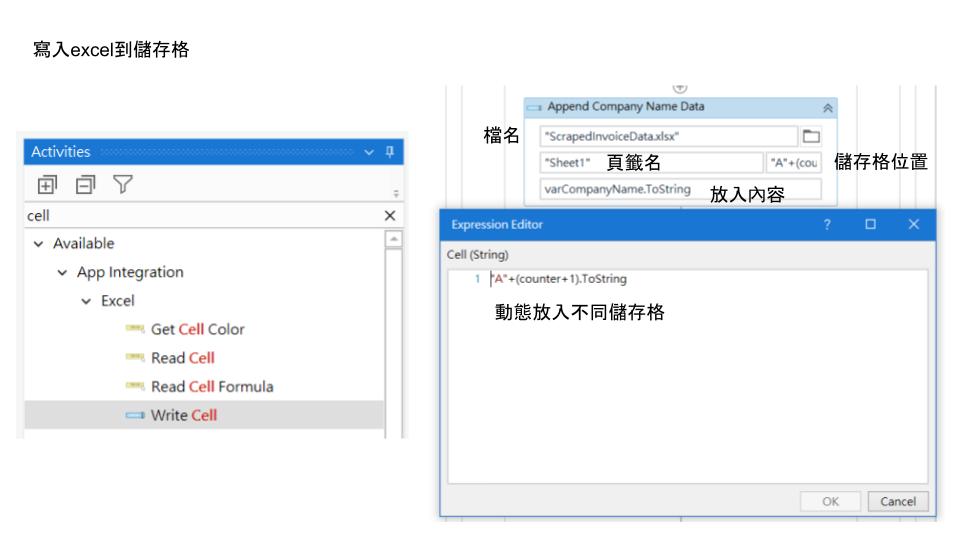 寫入excel到儲存格
Activities
cell
Available
App Integration
Excel
Get Cell Color
Read Cell
Read Cell Formula
Write Cell
Append Company Name Data
檔名
"ScrapedInvoiceData.xlsx"
"Sheet1"
頁籤名
"A"+(cou
儲存格位置
varCompanyName.ToString
放入內容
Expression Editor
Cell (String)
1 "A"+(counter+1).ToString
動態放入不同儲存格
OK
Cancel